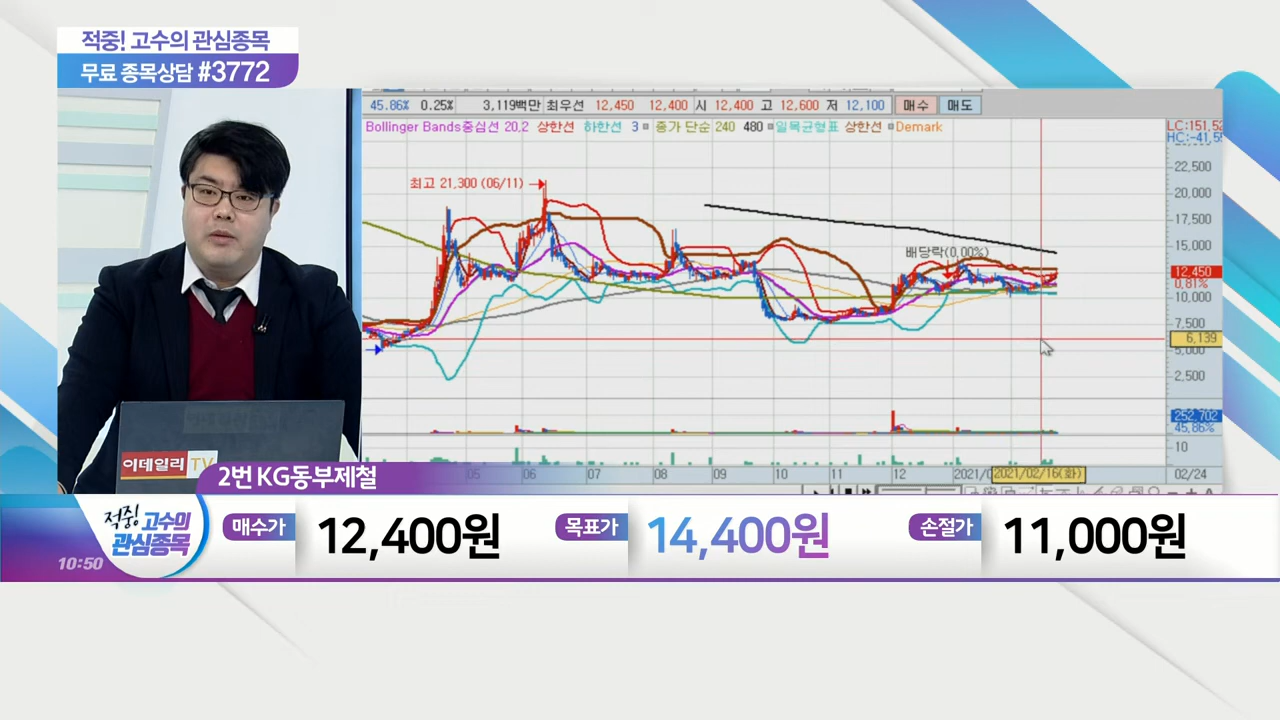 적중! 고수의 관심종목
무료 종목상담 #3772
45.86% 0.25% 3,119백만 최우선 12,450 12,400 시 12,400 고 12,600 저 12,100 매수 매도
Bollinger Bands중심선 20,2 상한선 하한선 3 종가 단순 240 480 일목균형표 상한선 Demark
LC:151.52
HC:-41.55
22,500
최고 21,300 (06/11)
20,000
17,500
배당락(0.00%)
15,000
12,450
0.81%
10,000
7,500
6,139
5,000
2,500
252,702
45.86%
10
05 06 07 08 09 10 11 12 2021/0 2021/02/16(화) 02/24
이데일리 TV
2번 KG동부제철
적중! 고수의 관심종목
매수가 12,400원 목표가 14,400원 손절가 11,000원
10:50